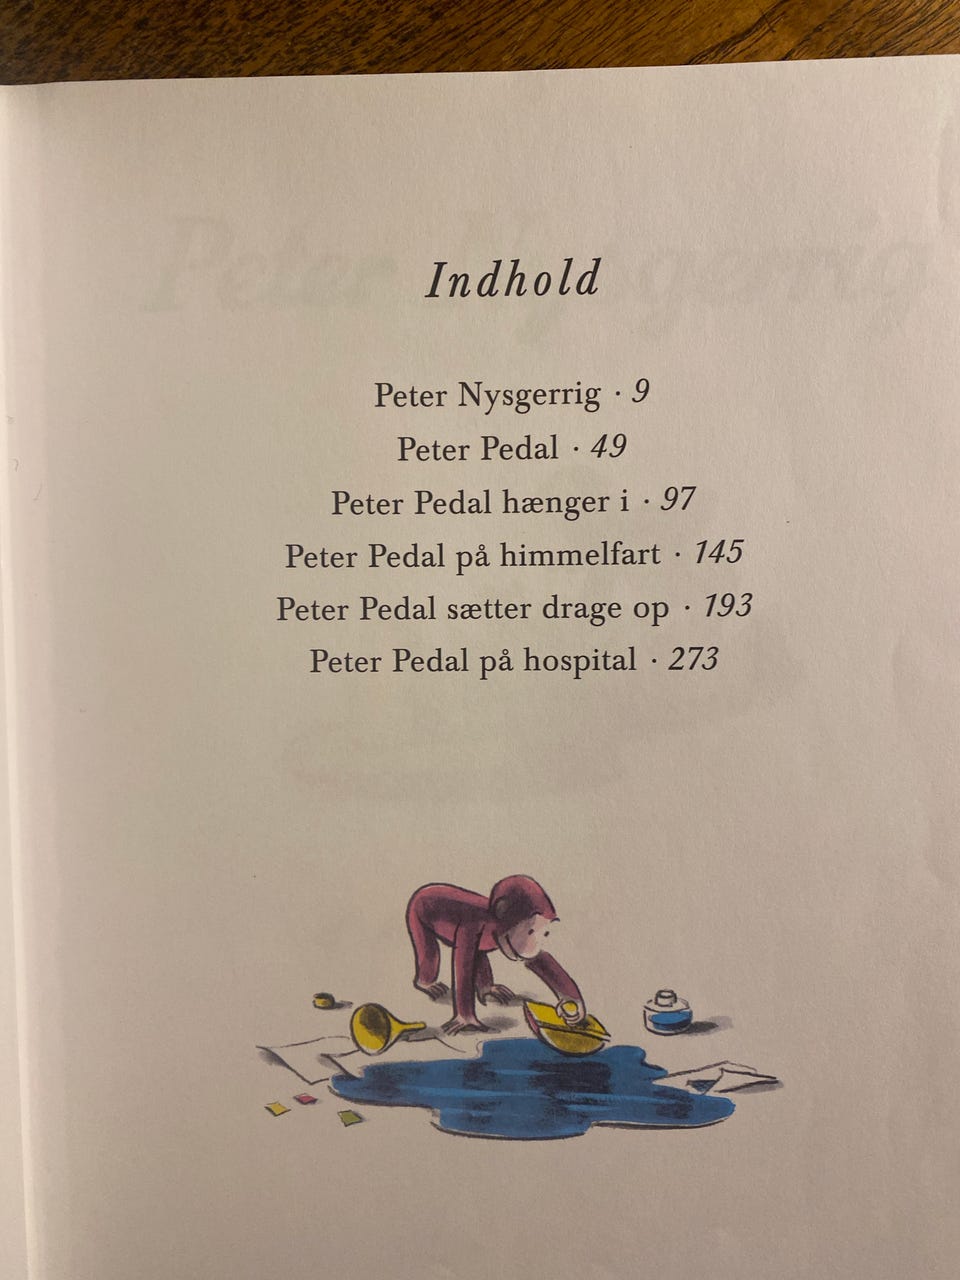 Indhold
Peter Nysgerrig · 9
Peter Pedal · 49
Peter Pedal hænger i · 97
Peter Pedal på himmelfart · 145
Peter Pedal sætter drage op · 193
Peter Pedal på hospital · 273